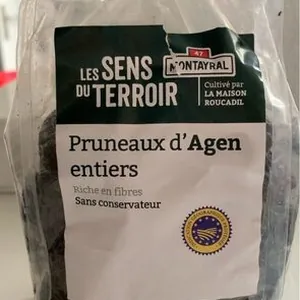 LES SENS
DU TERROIR
47
MONTAYRAL
Cultivé par
LA MAISON
ROUCADIL
Pruneaux d'Agen
entiers
Riche en fibres
Sans conservateur